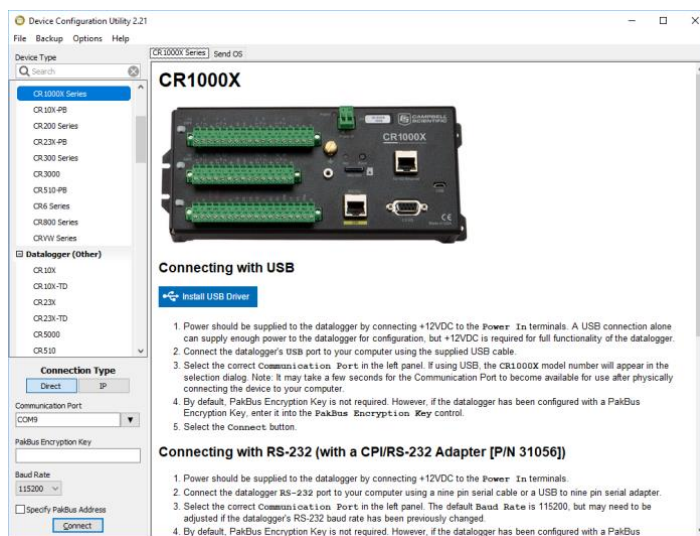 Device Configuration Utility 2.21
File Backup Options Help
Device Type
Search
CR1000X Series
CR10X-PB
CR200 Series
CR23X-PB
CR300 Series
CR3000
CR510-PB
CR6 Series
CR800 Series
CRVW Series
Datalogger (Other)
CR10X
CR10X-TD
CR23X
CR23X-TD
CR5000
CR510
Connection Type
Direct IP
Communication Port
COM9
PakBus Encryption Key
Baud Rate
115200
Specify PakBus Address
Connect
CR1000X Series Send OS
CR1000X
CAMPBELL
SCIENTIFIC
CR1000X
Connecting with USB
Install USB Driver
1. Power should be supplied to the datalogger by connecting +12VDC to the Power In terminals. A USB connection alone
can supply enough power to the datalogger for configuration, but +12VDC is required for full functionality of the datalogger.
2. Connect the datalogger's USB port to your computer using the supplied USB cable.
3. Select the correct Communication Port in the left panel. If using USB, the CR1000X model number will appear in the
selection dialog. Note: It may take a few seconds for the Communication Port to become available for use after physically
connecting the device to your computer.
4. By default, PakBus Encryption Key is not required. However, if the datalogger has been configured with a PakBus
Encryption Key, enter it into the PakBus Encryption Key control.
5. Select the Connect button.
Connecting with RS-232 (with a CPI/RS-232 Adapter [P/N 31056])
1. Power should be supplied to the datalogger by connecting +12VDC to the Power In terminals.
2. Connect the datalogger RS-232 port to your computer using a nine pin serial cable or a USB to nine pin serial adapter.
3. Select the correct Communication Port in the left panel. The default Baud Rate is 115200, but may need to be
adjusted if the datalogger's RS-232 baud rate has been previously changed.
4. By default, PakBus Encryption Key is not required. However, if the datalogger has been configured with a PakBus